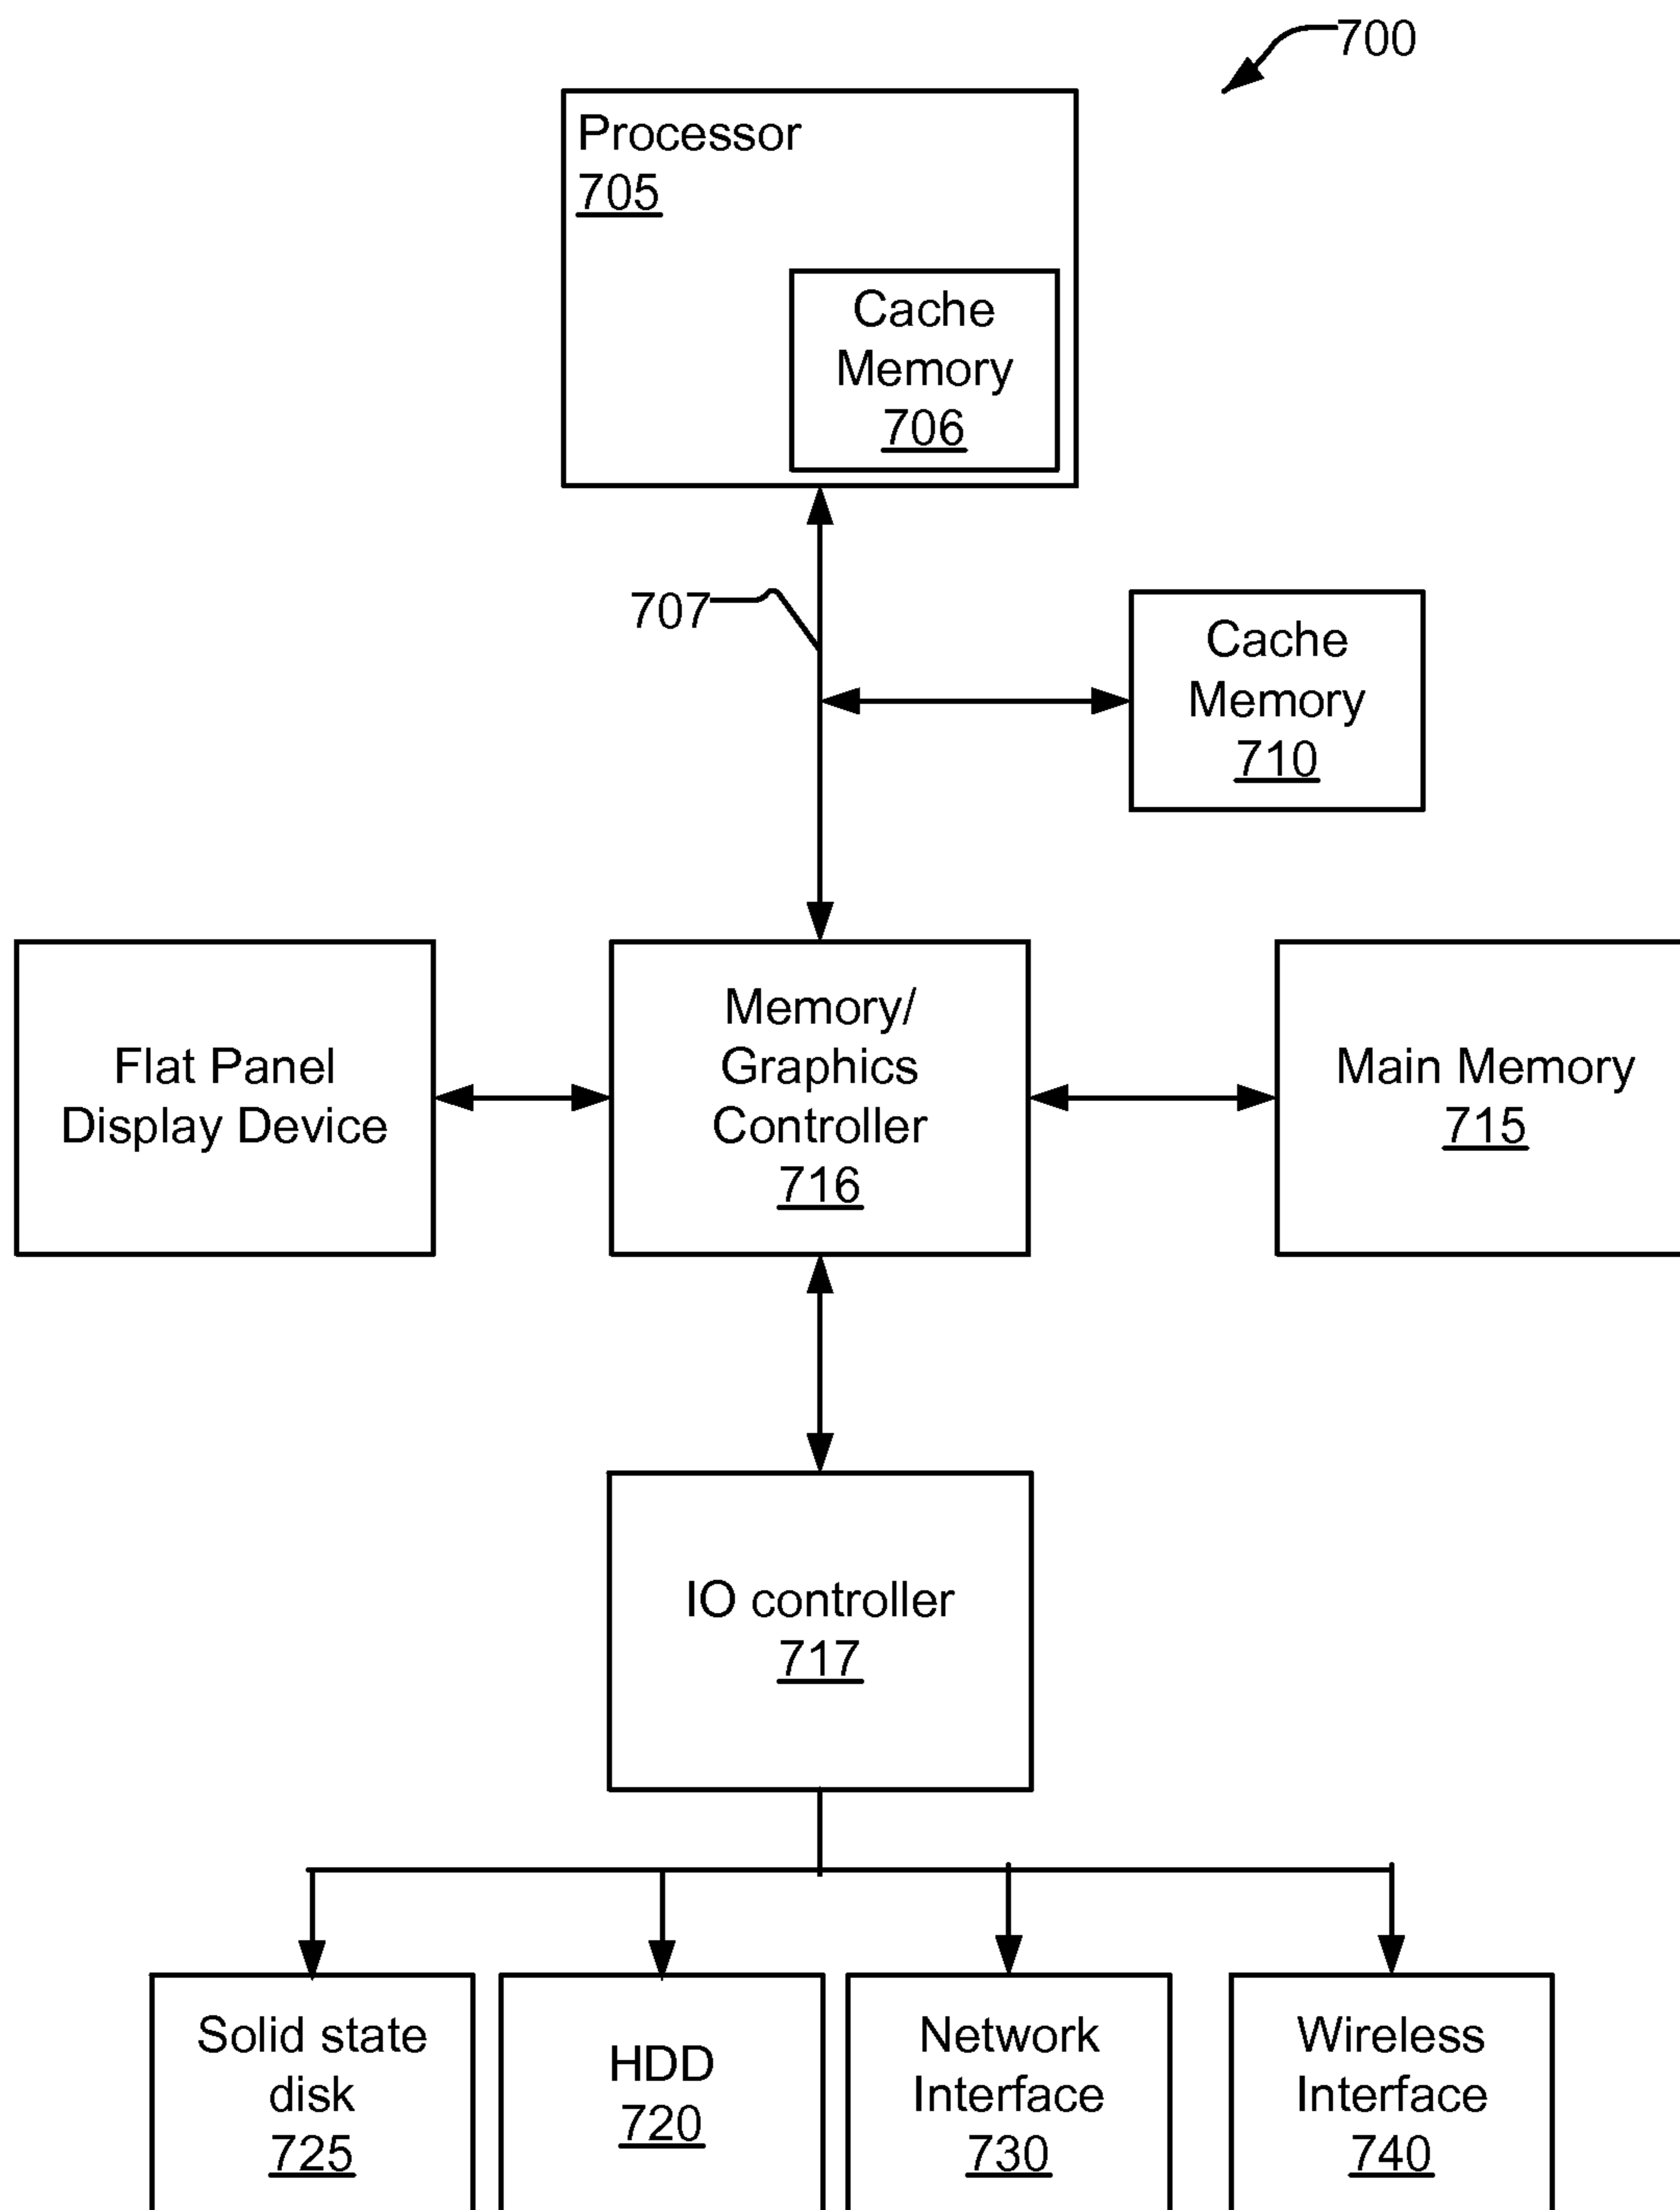 700
Processor
705
Cache
Memory
706
707
Cache
Memory
710
Flat Panel
Display Device
Memory/
Graphics
Controller
716
Main Memory
715
IO controller
717
Solid state
disk
725
HDD
720
Network
Interface
730
Wireless
Interface
740